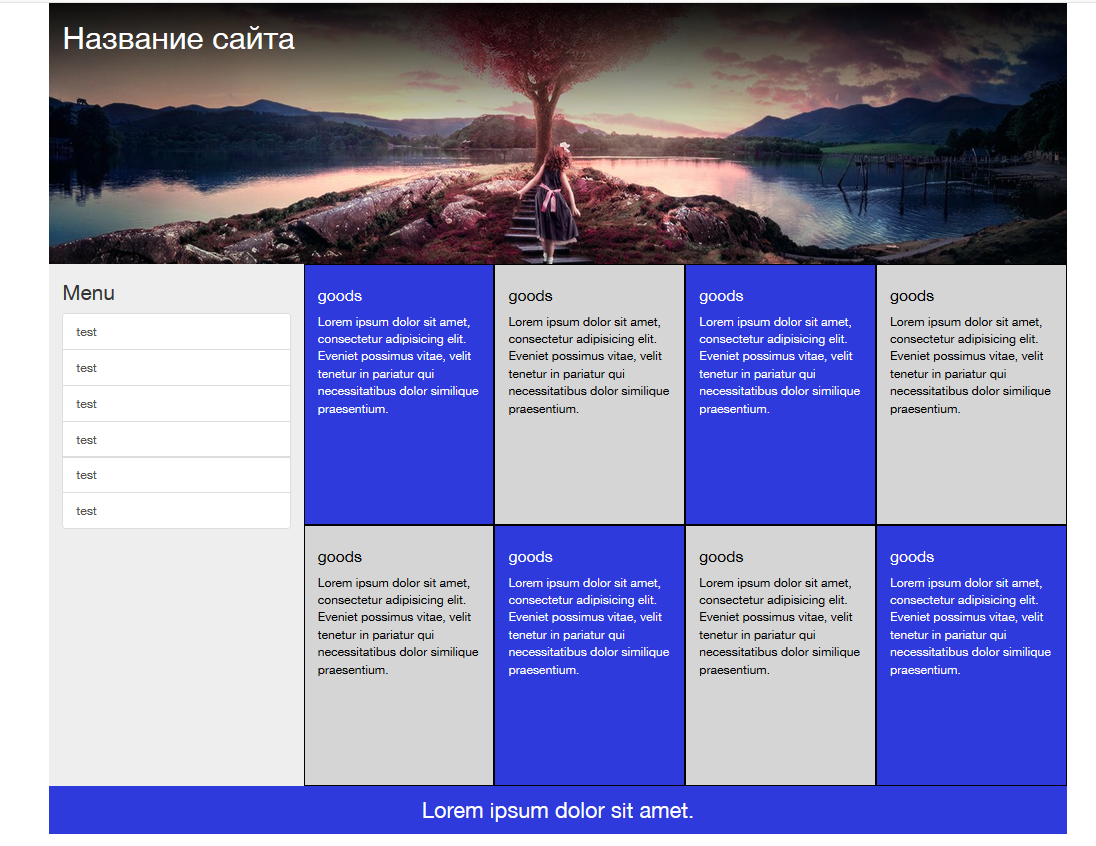 Название сайта
Menu
test
test
test
test
test
test
goods
Lorem ipsum dolor sit amet,
consectetur adipisicing elit.
Eveniet possimus vitae, velit
tenetur in pariatur qui
necessitatibus dolor similique
praesentium.
goods
Lorem ipsum dolor sit amet,
consectetur adipisicing elit.
Eveniet possimus vitae, velit
tenetur in pariatur qui
necessitatibus dolor similique
praesentium.
goods
Lorem ipsum dolor sit amet,
consectetur adipisicing elit.
Eveniet possimus vitae, velit
tenetur in pariatur qui
necessitatibus dolor similique
praesentium.
goods
Lorem ipsum dolor sit amet,
consectetur adipisicing elit.
Eveniet possimus vitae, velit
tenetur in pariatur qui
necessitatibus dolor similique
praesentium.
goods
Lorem ipsum dolor sit amet,
consectetur adipisicing elit.
Eveniet possimus vitae, velit
tenetur in pariatur qui
necessitatibus dolor similique
praesentium.
goods
Lorem ipsum dolor sit amet,
consectetur adipisicing elit.
Eveniet possimus vitae, velit
tenetur in pariatur qui
necessitatibus dolor similique
praesentium.
goods
Lorem ipsum dolor sit amet,
consectetur adipisicing elit.
Eveniet possimus vitae, velit
tenetur in pariatur qui
necessitatibus dolor similique
praesentium.
goods
Lorem ipsum dolor sit amet,
consectetur adipisicing elit.
Eveniet possimus vitae, velit
tenetur in pariatur qui
necessitatibus dolor similique
praesentium.
Lorem ipsum dolor sit amet.